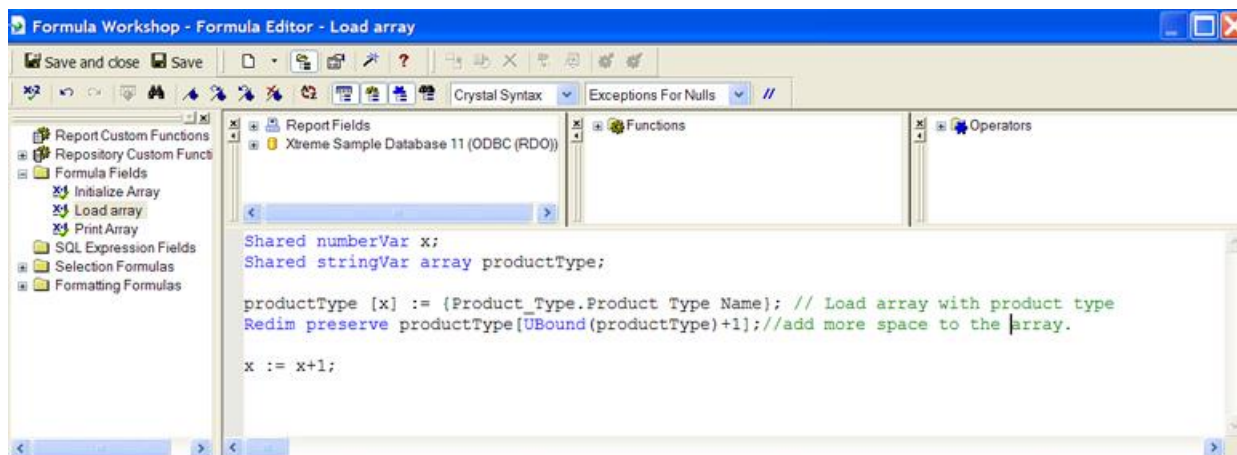 Formula Workshop - Formula Editor - Load array
Save and close Save
Crystal Syntax Exceptions For Nulls //
Report Custom Functions
Repository Custom Functi
Formula Fields
Initialize Array
Load array
Print Array
SQL Expression Fields
Selection Formulas
Formatting Formulas
Report Fields
Xtreme Sample Database 11 (ODBC (RDO))
Functions
Operators
Shared numberVar x;
Shared stringVar array productType;
productType [x] := {Product_Type.Product Type Name}; // Load array with product type
Redim preserve productType[UBound(productType)+1];//add more space to the array.
x := x+1;